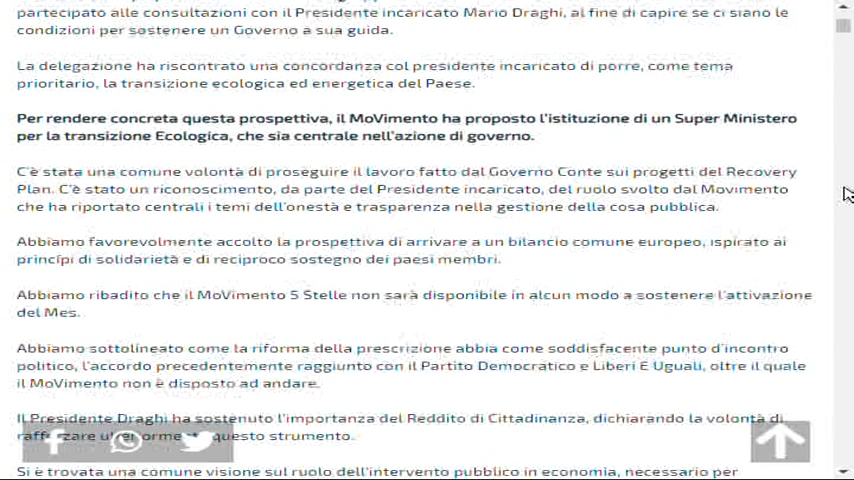 partecipato alle consultazioni con il Presidente incaricato Mario Draghi, al fine di capire se ci siano le
condizioni per sostenere un Governo a sua guida.
La delegazione ha riscontrato una concordanza col presidente incaricato di porre, come tema
prioritario, la transizione ecologica ed energetica del Paese.
Per rendere concreta questa prospettiva, il MoVimento ha proposto l'istituzione di un Super Ministero
per la transizione Ecologica, che sia centrale nell'azione di governo.
C'è stata una comune volontà di proseguire il lavoro fatto dal Governo Conte sui progetti del Recovery
Plan. C'è stato un riconoscimento, da parte del Presidente incaricato, del ruolo svolto dal Movimento
che ha riportato centrali i temi dell'onestà e trasparenza nella gestione della cosa pubblica.
Abbiamo favorevolmente accolto la prospettiva di arrivare a un bilancio comune europeo, ispirato ai
princípi di solidarietà e di reciproco sostegno dei paesi membri.
Abbiamo ribadito che il MoVimento 5 Stelle non sarà disponibile in alcun modo a sostenere l'attivazione
del Mes.
Abbiamo sottolineato come la riforma della prescrizione abbia come soddisfacente punto d'incontro
politico, l'accordo precedentemente raggiunto con il Partito Democratico e Liberi E Uguali, oltre il quale
il MoVimento non è disposto ad andare.
Il Presidente Draghi ha sostenuto l'importanza del Reddito di Cittadinanza, dichiarando la volontà di
questo strumento.
Si è trovata una comune visione sul ruolo dell'intervento pubblico in economia, necessario per